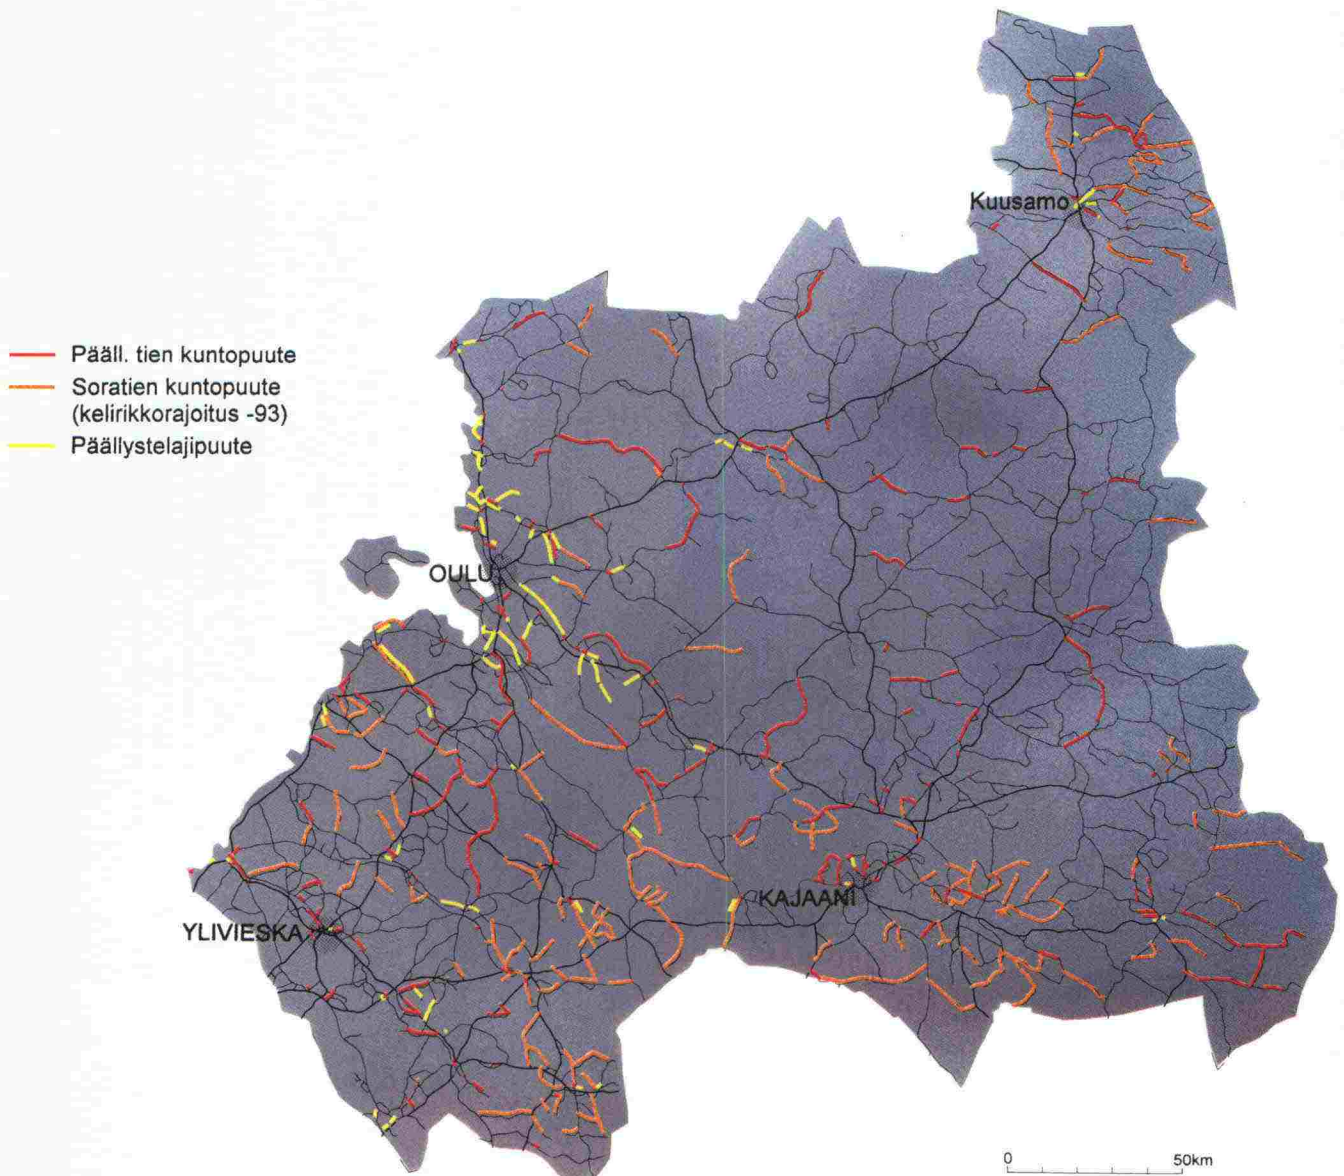 Kuusamo
Pääll. tien kuntopuute
Soratien kuntopuute
(kelirikkorajoitus -93)
Päällystelajipuute
OULU
KAJAANI
YLIVIESKA
0 50km